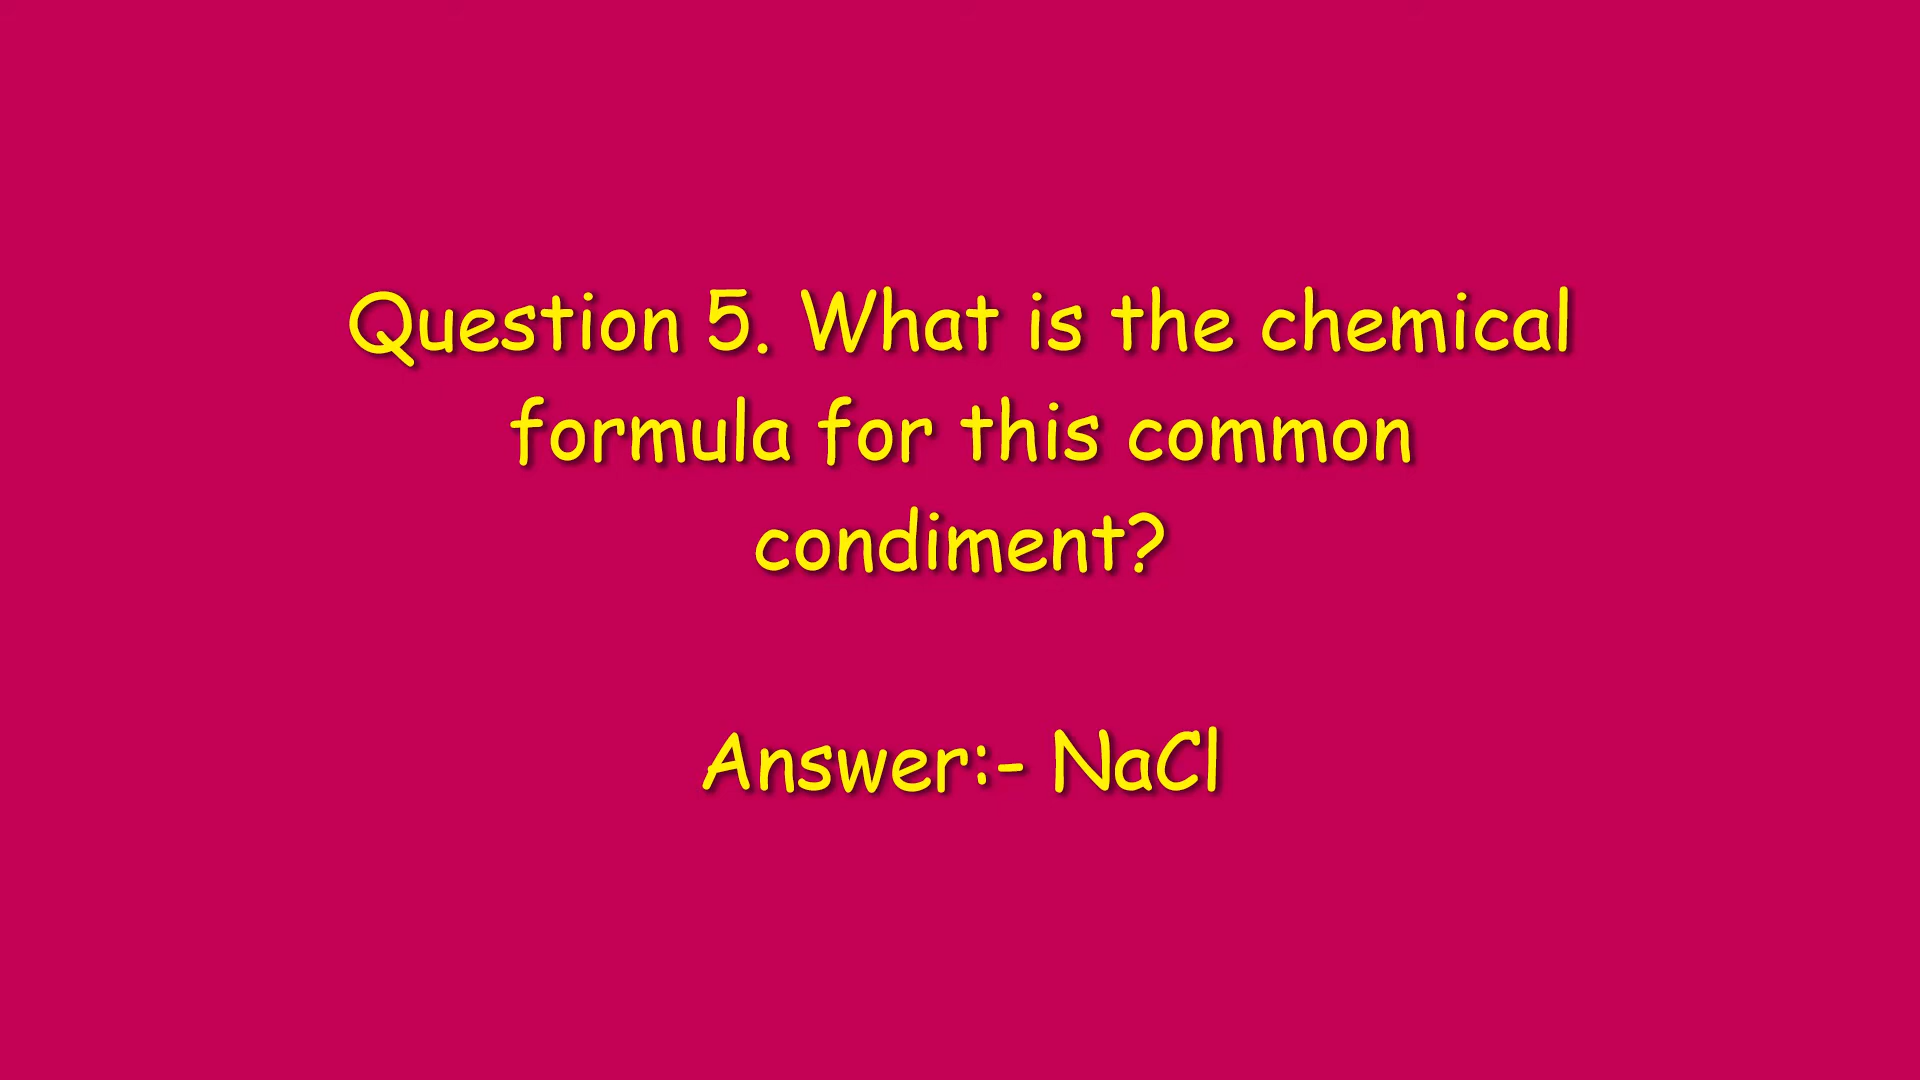 Question 5. What is the chemical
formula for this common
condiment?
Answer:- NaCl